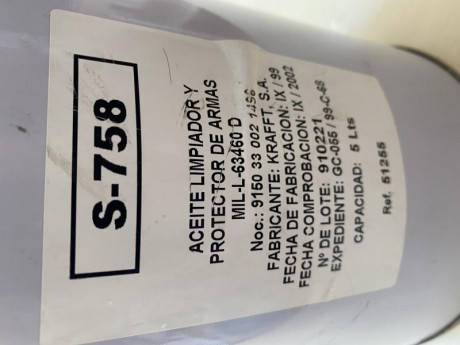 S-758
ACEITE LIMPIADOR Y
PROTECTOR DE ARMAS
MIL-L-63460 D
Noc.: 9150 33 002 1496
FABRICANTE: KRAFFT, S.A.
FECHA DE FABRICACION: IX / 99
FECHA COMPROBACION: IX / 2002
Nº DE LOTE: 910221
EXPEDIENTE: GC-055 / 99-C-68
CAPACIDAD: 5 Lts
Ref. 51255